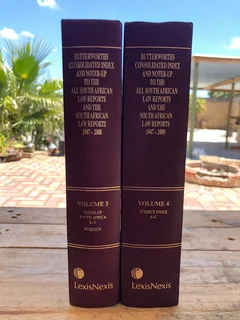 BUTTERWORTHS
CONSOLIDATED INDEX
AND NOTER-UP
TO THE
ALL SOUTH AFRICAN
LAW REPORTS
AND THE
SOUTH AFRICAN
LAW REPORTS
1947–2008
VOLUME 3
NOTER-UP
SOUTH AFRICA
A–Z
FOREIGN
LexisNexis
BUTTERWORTHS
CONSOLIDATED INDEX
AND NOTER-UP
TO THE
ALL SOUTH AFRICAN
LAW REPORTS
AND THE
SOUTH AFRICAN
LAW REPORTS
1947–2008
VOLUME 4
SUBJECT INDEX
A–C
LexisNexis